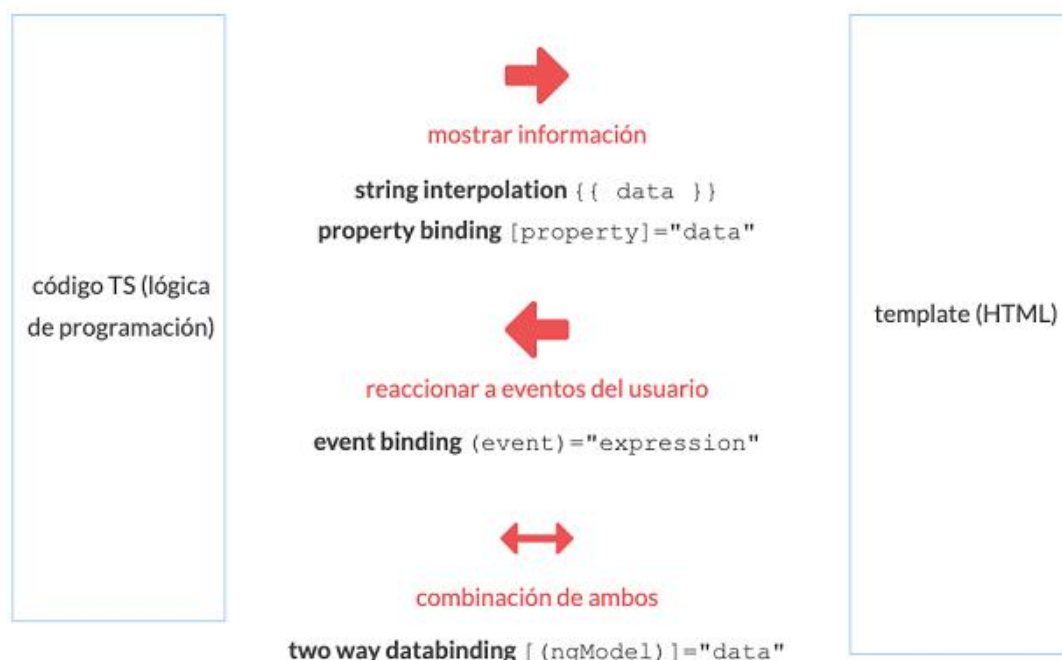 mostrar información
string interpolation {{ data }}
property binding [property]="data"
código TS (lógica
de programación)
template (HTML)
reaccionar a eventos del usuario
event binding (event)="expression"
combinación de ambos
two way databinding [(ngModel)]="data"